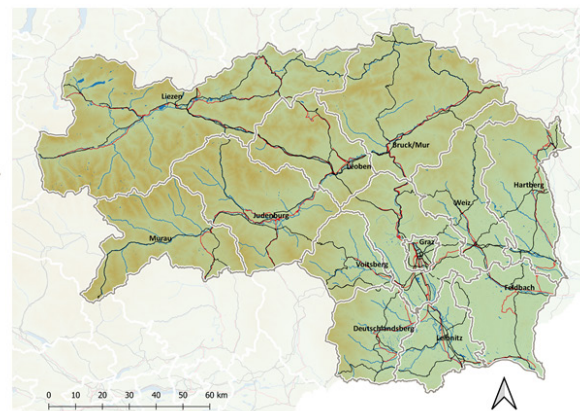 Liezen
Bruck/Mur
Leoben
Hartberg
Weiz
Judenburg
Murau
Graz
Voitsberg
Feldbach
Deutschlandsberg
Leibnitz
0 10 20 30 40 50 60 km